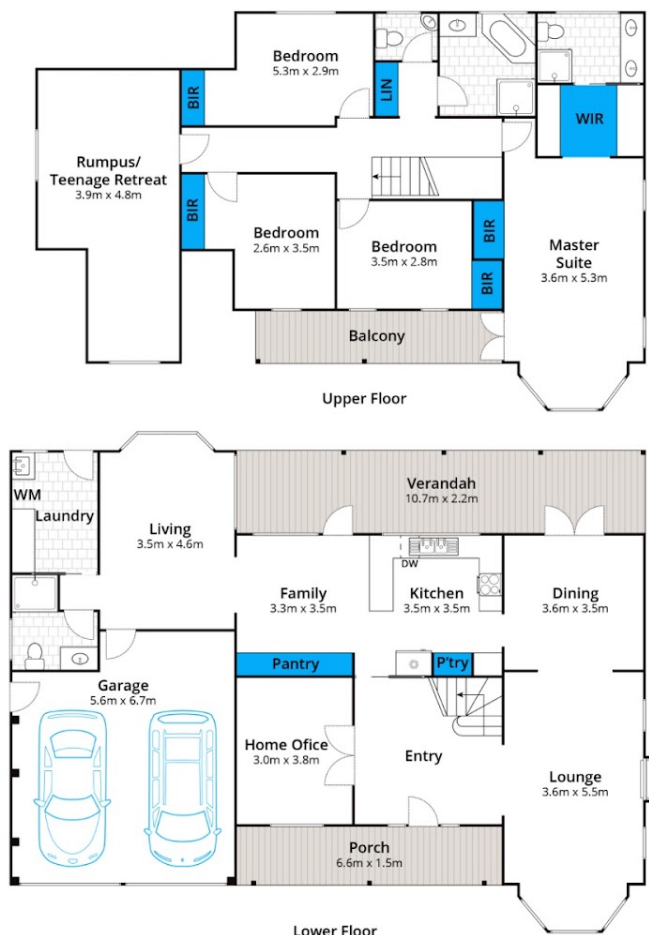 Bedroom
5.3m x 2.9m
BIR
LIN
WIR
Rumpus/
Teenage Retreat
3.9m x 4.8m
BIR
Bedroom
2.6m x 3.5m
Bedroom
3.5m x 2.8m
BIR
BIR
Master
Suite
3.6m x 5.3m
Balcony
Upper Floor
WM
Laundry
Living
3.5m x 4.6m
Verandah
10.7m x 2.2m
DW
Family
3.3m x 3.5m
Kitchen
3.5m x 3.5m
Dining
3.6m x 3.5m
Pantry
P'try
Garage
5.6m x 6.7m
Home Ofice
3.0m x 3.8m
Entry
Lounge
3.6m x 5.5m
Porch
6.6m x 1.5m
Lower Floor